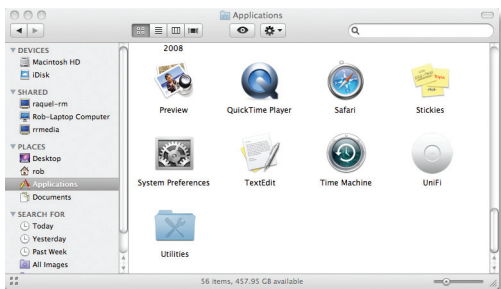 Applications
DEVICES
Macintosh HD
iDisk
SHARED
raquel-rm
Rob-Laptop Computer
rrmedia
PLACES
Desktop
rob
Applications
Documents
SEARCH FOR
Today
Yesterday
Past Week
All Images
2008
Preview QuickTime Player Safari Stickies
System Preferences TextEdit Time Machine UniFi
Utilities
56 items, 457.95 GB available